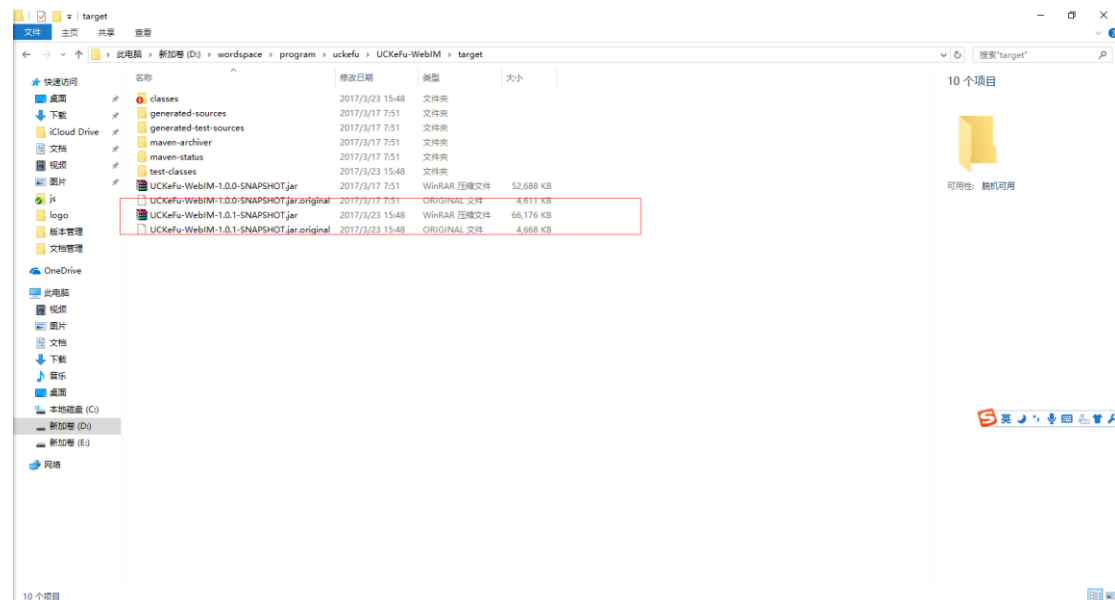 target
文件 主页 共享 查看
此电脑 › 新加卷 (D:) › wordspace › program › uckefu › UCKeFu-WebIM › target 搜索"target"
名称 修改日期 类型 大小
快速访问
桌面
下载
iCloud Drive
文档
视频
图片
js
logo
版本管理
文档管理
OneDrive
此电脑
视频
图片
文档
下载
音乐
桌面
本地磁盘 (C:)
新加卷 (D:)
新加卷 (E:)
网络
classes 2017/3/23 15:48 文件夹
generated-sources 2017/3/17 7:51 文件夹
generated-test-sources 2017/3/17 7:51 文件夹
maven-archiver 2017/3/17 7:51 文件夹
maven-status 2017/3/17 7:51 文件夹
test-classes 2017/3/23 15:48 文件夹
UCKeFu-WebIM-1.0.0-SNAPSHOT.jar 2017/3/17 7:51 WinRAR 压缩文件 52,688 KB
UCKeFu-WebIM-1.0.0-SNAPSHOT.jar.original 2017/3/17 7:51 ORIGINAL 文件 4,611 KB
UCKeFu-WebIM-1.0.1-SNAPSHOT.jar 2017/3/23 15:48 WinRAR 压缩文件 66,176 KB
UCKeFu-WebIM-1.0.1-SNAPSHOT.jar.original 2017/3/23 15:48 ORIGINAL 文件 4,668 KB
10 个项目
可用性: 脱机可用
英
10 个项目